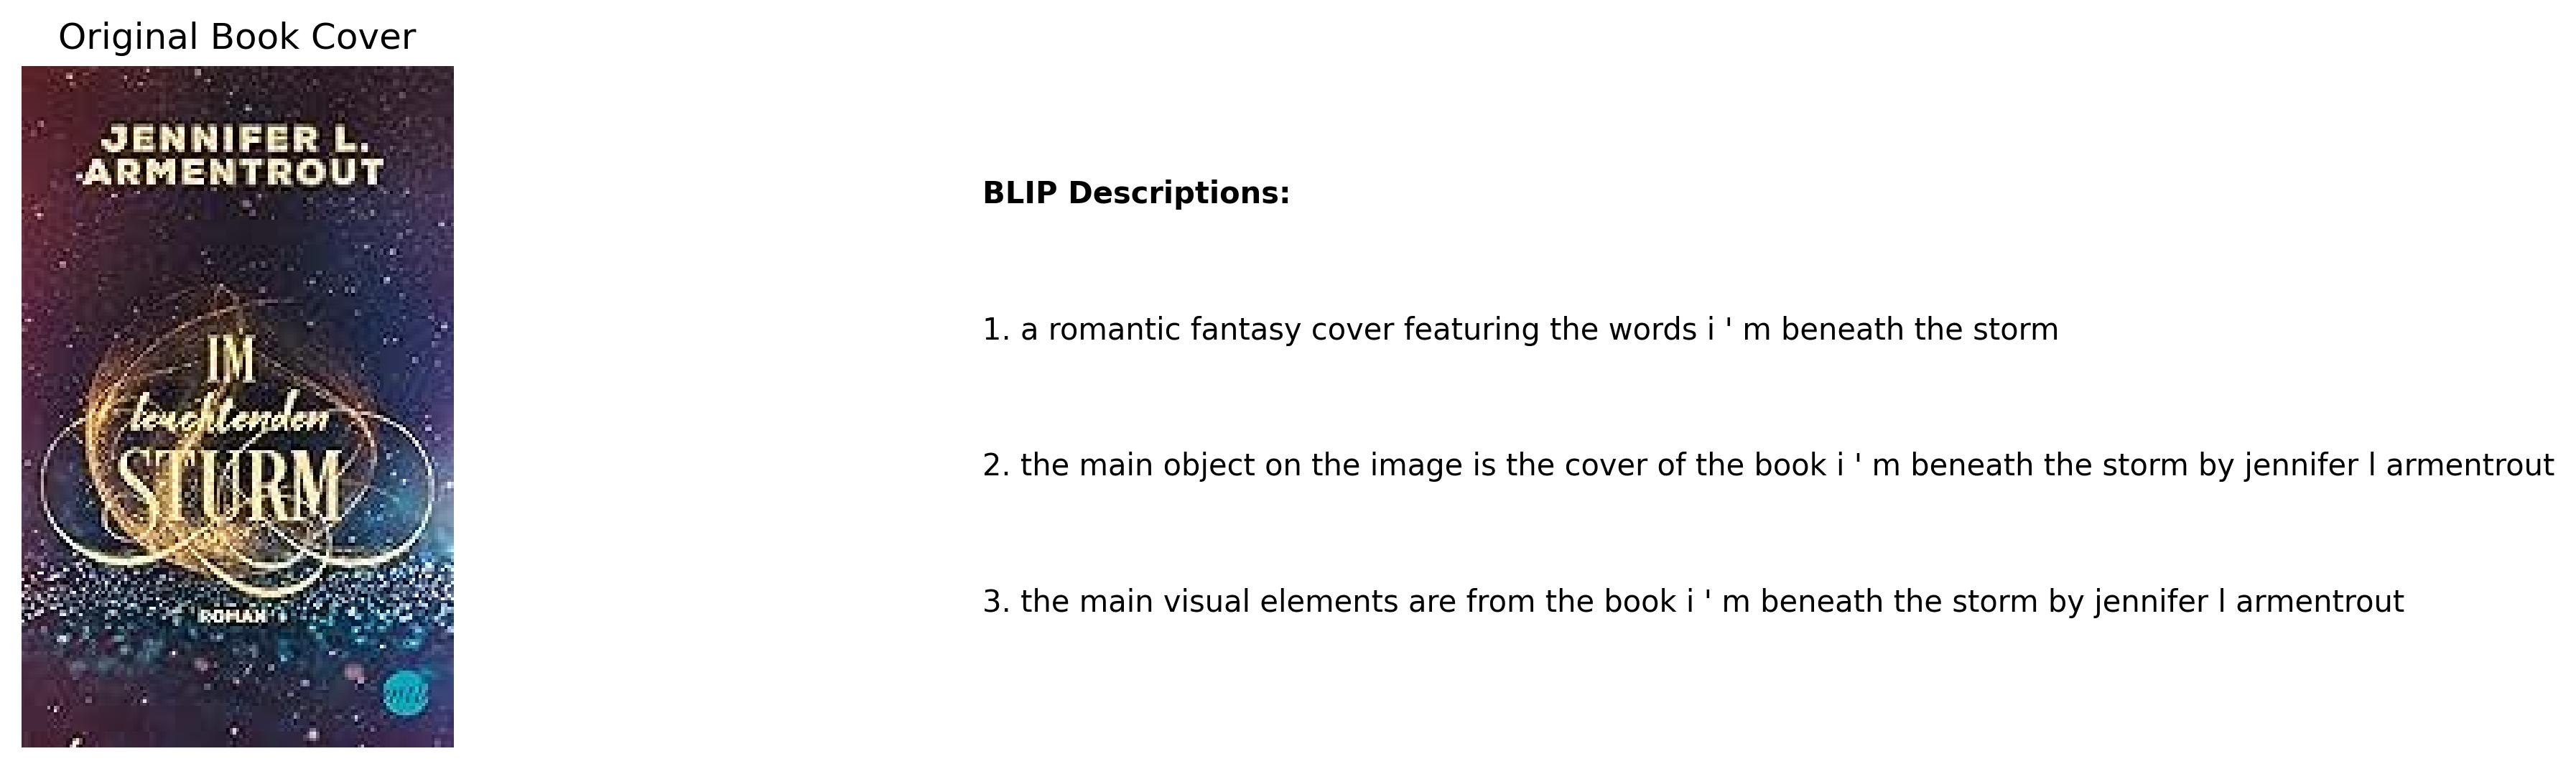 Original Book Cover
JENNIFER L.
ARMENTROUT
IM
leuchtenden
STURM
ROMAN
BLIP Descriptions:
1. a romantic fantasy cover featuring the words i ' m beneath the storm
2. the main object on the image is the cover of the book i ' m beneath the storm by jennifer l armentrout
3. the main visual elements are from the book i ' m beneath the storm by jennifer l armentrout